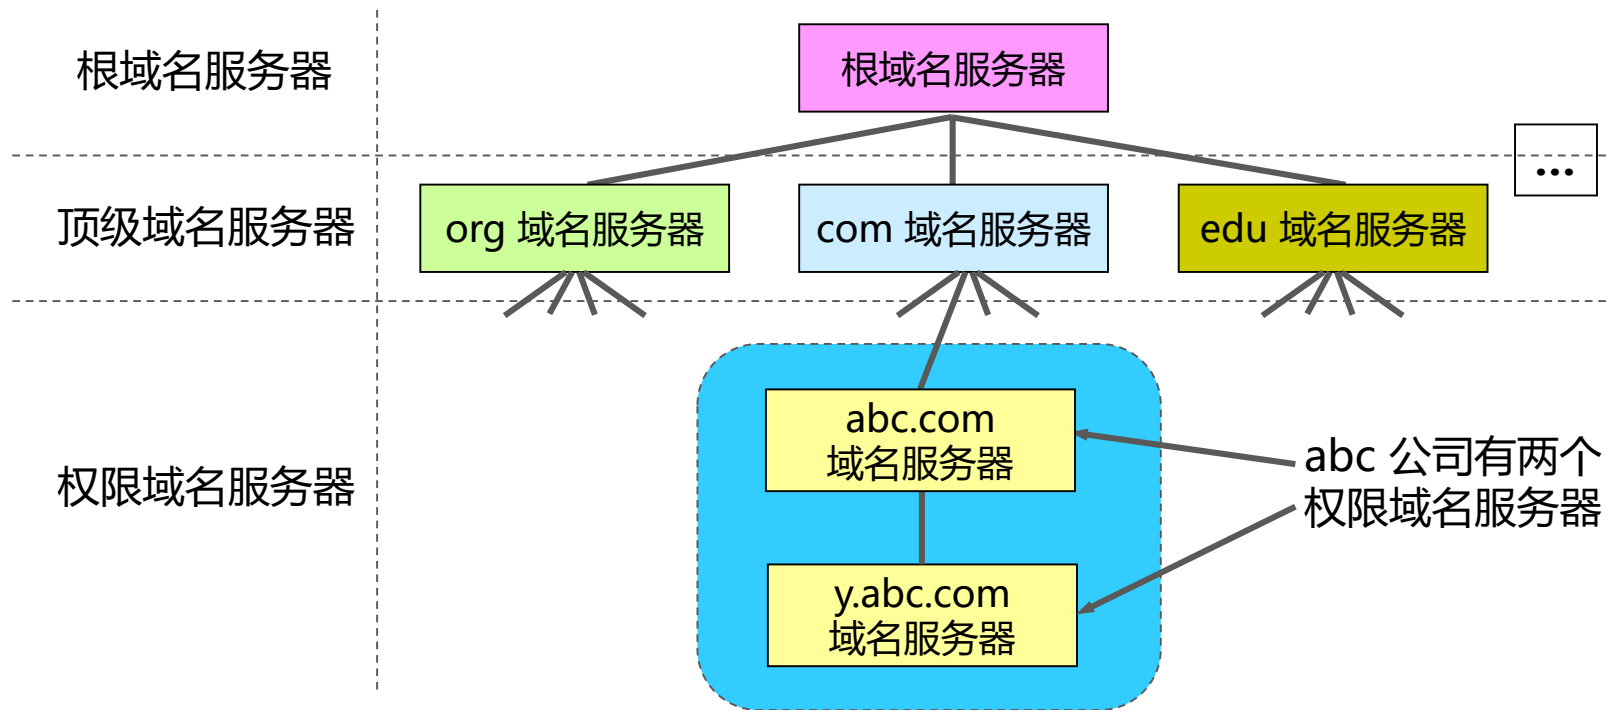 根域名服务器
根域名服务器
...
顶级域名服务器
org 域名服务器
com 域名服务器
edu 域名服务器
权限域名服务器
abc.com
域名服务器
y.abc.com
域名服务器
abc 公司有两个
权限域名服务器